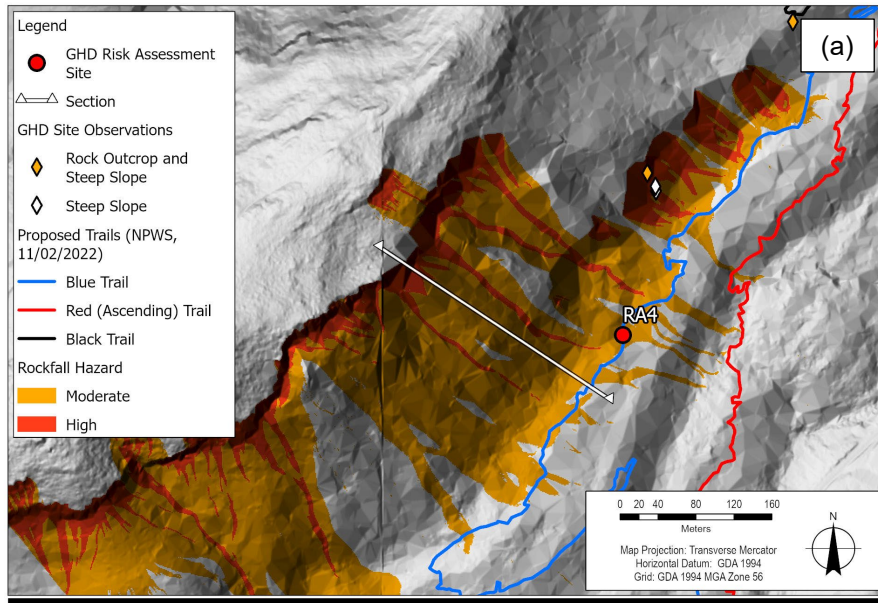 Legend
GHD Risk Assessment
Site
Section
GHD Site Observations
Rock Outcrop and
Steep Slope
Steep Slope
Proposed Trails (NPWS,
11/02/2022)
Blue Trail
Red (Ascending) Trail
Black Trail
Rockfall Hazard
Moderate
High
(a)
RA4
0 20 40 80 120 160
Meters
Map Projection: Transverse Mercator
Horizontal Datum: GDA 1994
Grid: GDA 1994 MGA Zone 56
N